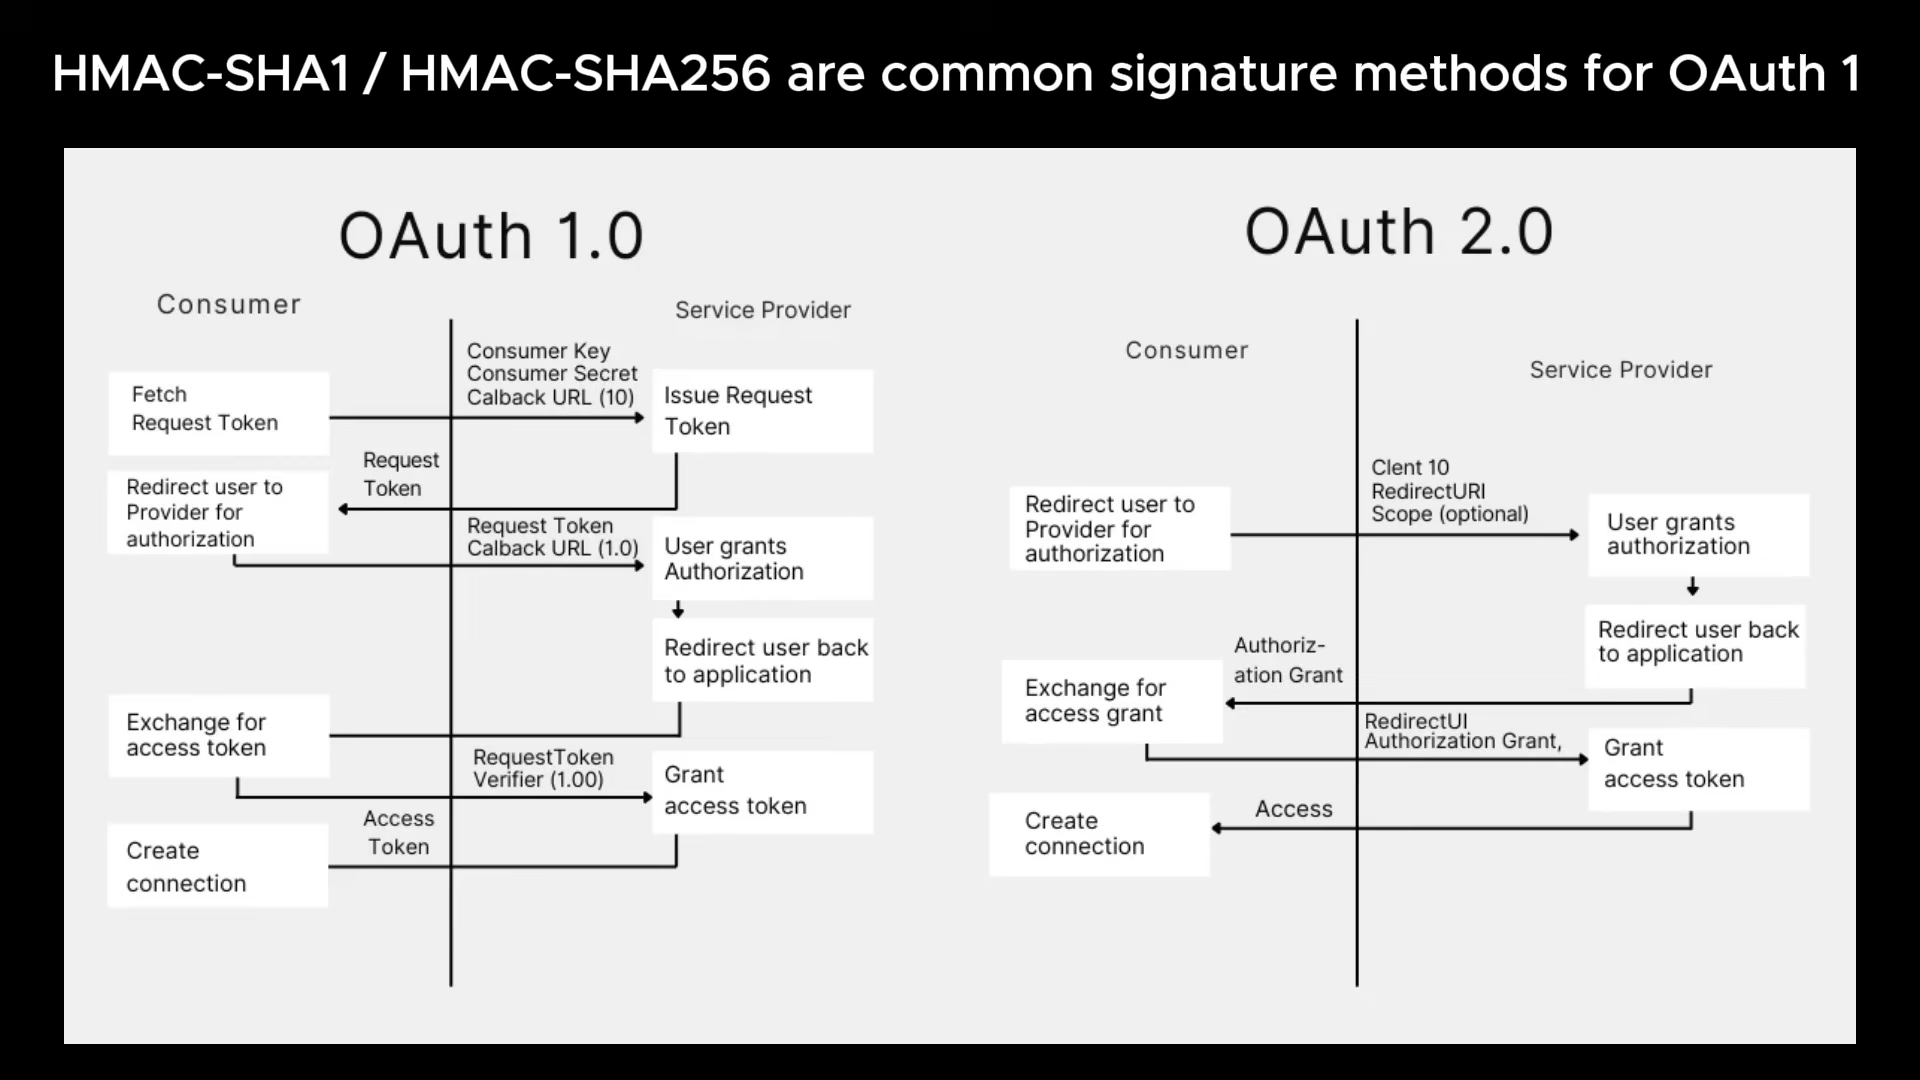 HMAC-SHA1 / HMAC-SHA256 are common signature methods for OAuth 1
OAuth 1.0
Consumer
Service Provider
Consumer Key
Consumer Secret
Calback URL (10)
Fetch
Request Token
Issue Request
Token
Request
Token
Redirect user to
Provider for
authorization
Request Token
Calback URL (1.0)
User grants
Authorization
Redirect user back
to application
Exchange for
access token
RequestToken
Verifier (1.00)
Grant
access token
Access
Token
Create
connection
OAuth 2.0
Consumer
Service Provider
Clent 10
RedirectURI
Scope (optional)
Redirect user to
Provider for
authorization
User grants
authorization
Redirect user back
to application
Authoriz-
ation Grant
Exchange for
access grant
RedirectUI
Authorization Grant,
Grant
access token
Access
Create
connection